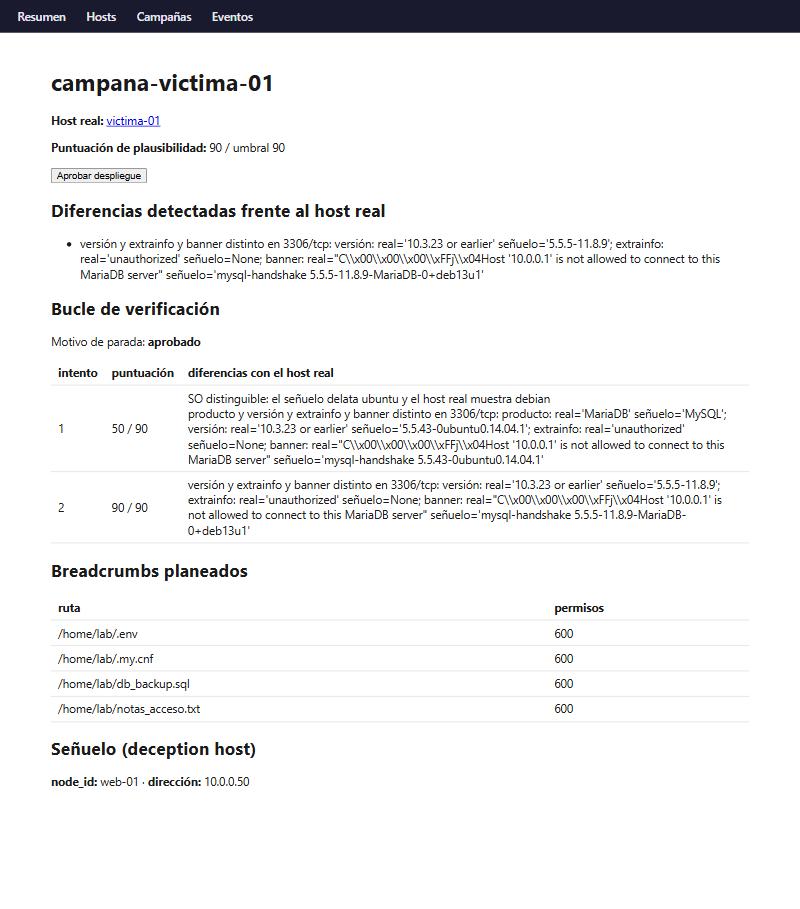 Resumen Hosts Campañas Eventos
campana-victima-01
Host real: victima-01
Puntuación de plausibilidad: 90 / umbral 90
Aprobar despliegue
Diferencias detectadas frente al host real
• versión y extrainfo y banner distinto en 3306/tcp: versión: real='10.3.23 or earlier' señuelo='5.5.5-11.8.9'; extrainfo:
real='unauthorized' señuelo=None; banner: real="C\\x00\\x00\\x00\\xFFj\\x04Host '10.0.0.1' is not allowed to connect to this
MariaDB server" señuelo='mysql-handshake 5.5.5-11.8.9-MariaDB-0+deb13u1'
Bucle de verificación
Motivo de parada: aprobado
intento puntuación diferencias con el host real
SO distinguible: el señuelo delata ubuntu y el host real muestra debian
producto y versión y extrainfo y banner distinto en 3306/tcp: producto: real='MariaDB' señuelo='MySQL';
1 50 / 90 versión: real='10.3.23 or earlier' señuelo='5.5.43-0ubuntu0.14.04.1'; extrainfo: real='unauthorized'
señuelo=None; banner: real="C\\x00\\x00\\x00\\xFFj\\x04Host '10.0.0.1' is not allowed to connect to this
MariaDB server" señuelo='mysql-handshake 5.5.43-0ubuntu0.14.04.1'
versión y extrainfo y banner distinto en 3306/tcp: versión: real='10.3.23 or earlier' señuelo='5.5.5-11.8.9';
2 90 / 90 extrainfo: real='unauthorized' señuelo=None; banner: real="C\\x00\\x00\\x00\\xFFj\\x04Host '10.0.0.1' is
not allowed to connect to this MariaDB server" señuelo='mysql-handshake 5.5.5-11.8.9-MariaDB-
0+deb13u1'
Breadcrumbs planeados
ruta permisos
/home/lab/.env 600
/home/lab/.my.cnf 600
/home/lab/db_backup.sql 600
/home/lab/notas_acceso.txt 600
Señuelo (deception host)
node_id: web-01 · dirección: 10.0.0.50